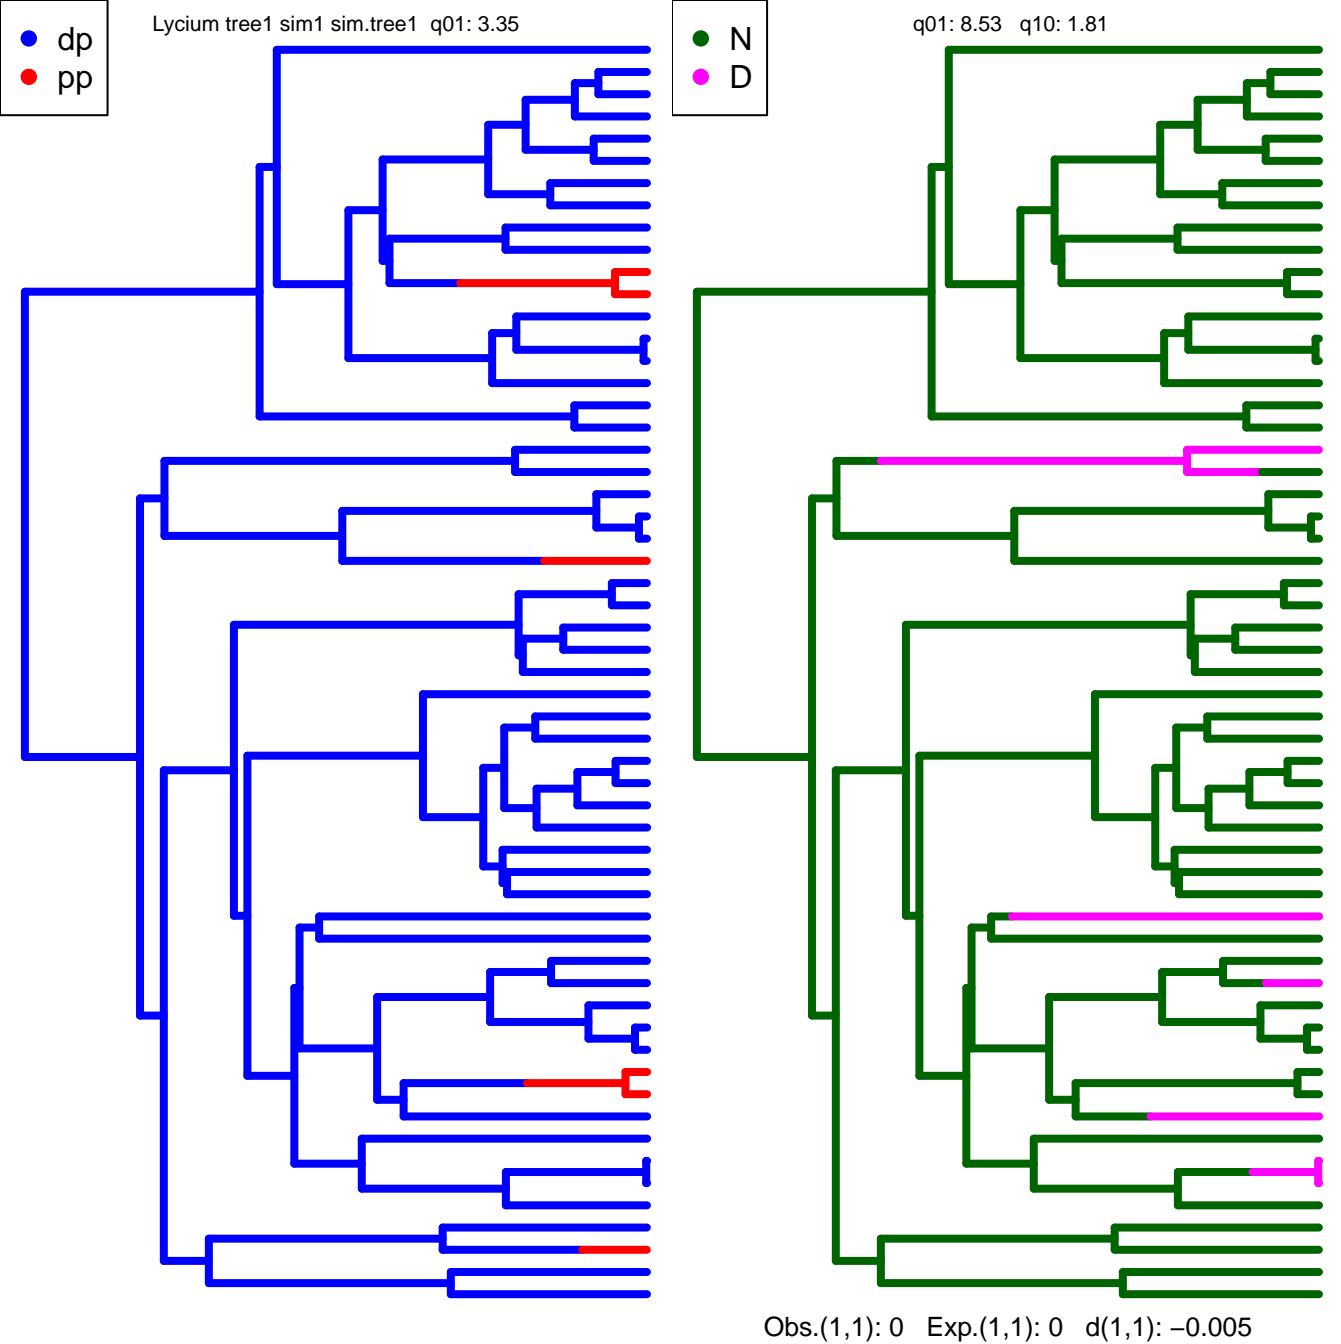 Lycium tree1 sim1 sim.tree1  q01: 3.35
dp
pp
q01: 8.53   q10: 1.81
N
D
Obs.(1,1): 0   Exp.(1,1): 0   d(1,1): −0.005